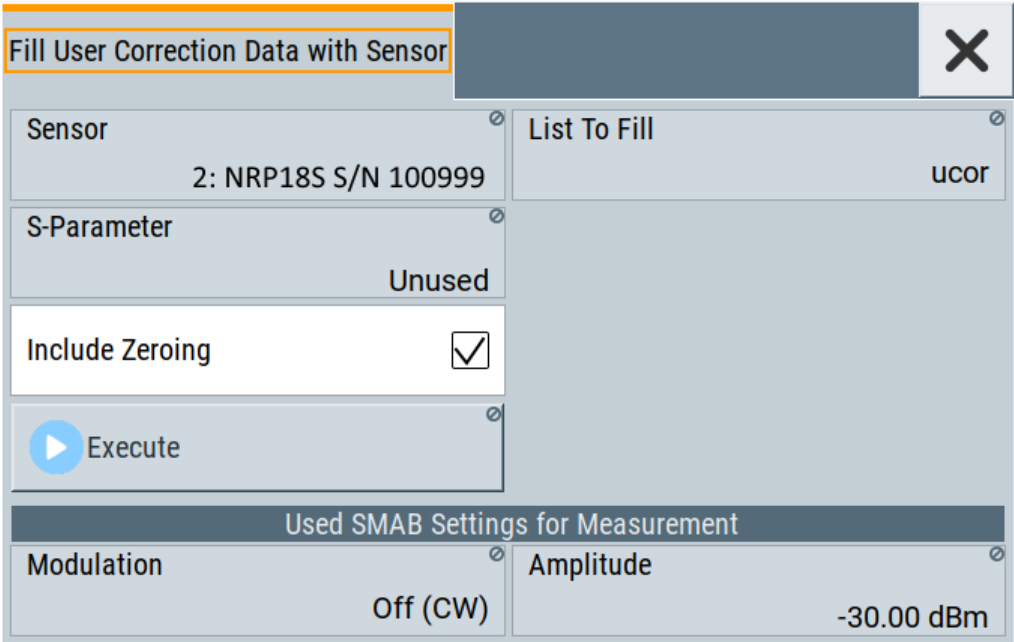 Fill User Correction Data with Sensor
Sensor
2: NRP18S S/N 100999
List To Fill
ucor
S-Parameter
Unused
Include Zeroing
Execute
Used SMAB Settings for Measurement
Modulation
Off (CW)
Amplitude
-30.00 dBm